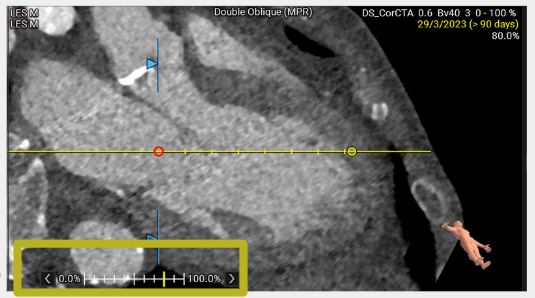 LES M
LES M
Double Oblique (MPR)
DS_CorCTA 0.6 Bv40 3 0 - 100 %
29/3/2023 (> 90 days)
80.0%
0.0% 100.0%